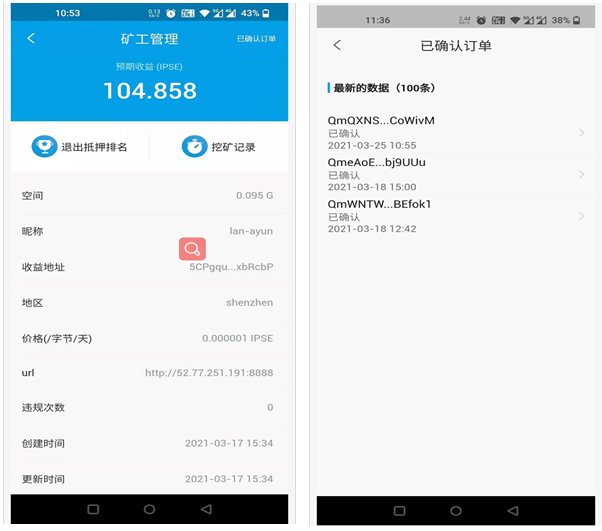 10:53
0.13
43%
矿工管理
已确认订单
预期收益 (IPSE)
104.858
退出抵押排名
挖矿记录
空间
0.095 G
昵称
lan-ayun
收益地址
5CPgqu...xbRcbP
地区
shenzhen
价格(/字节/天)
0.000001 IPSE
url
http://52.77.251.191:8888
违规次数
0
创建时间
2021-03-17 15:34
更新时间
2021-03-17 15:34
11:36
2.44
38%
已确认订单
最新的数据（100条）
QmQXNS...CoWivM
已确认
2021-03-25 10:55
QmeAoE...bj9UUu
已确认
2021-03-18 15:00
QmWNTW...BEfok1
已确认
2021-03-18 12:42